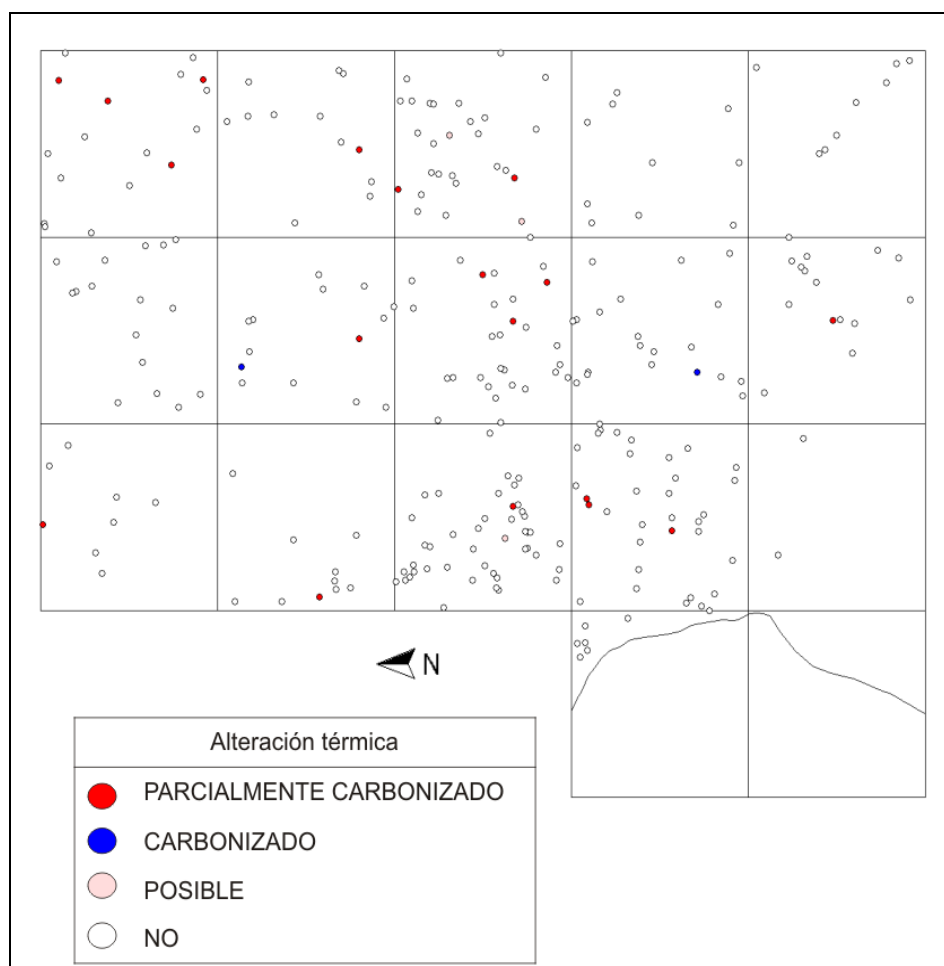 N
Alteración térmica
PARCIALMENTE CARBONIZADO
CARBONIZADO
POSIBLE
NO